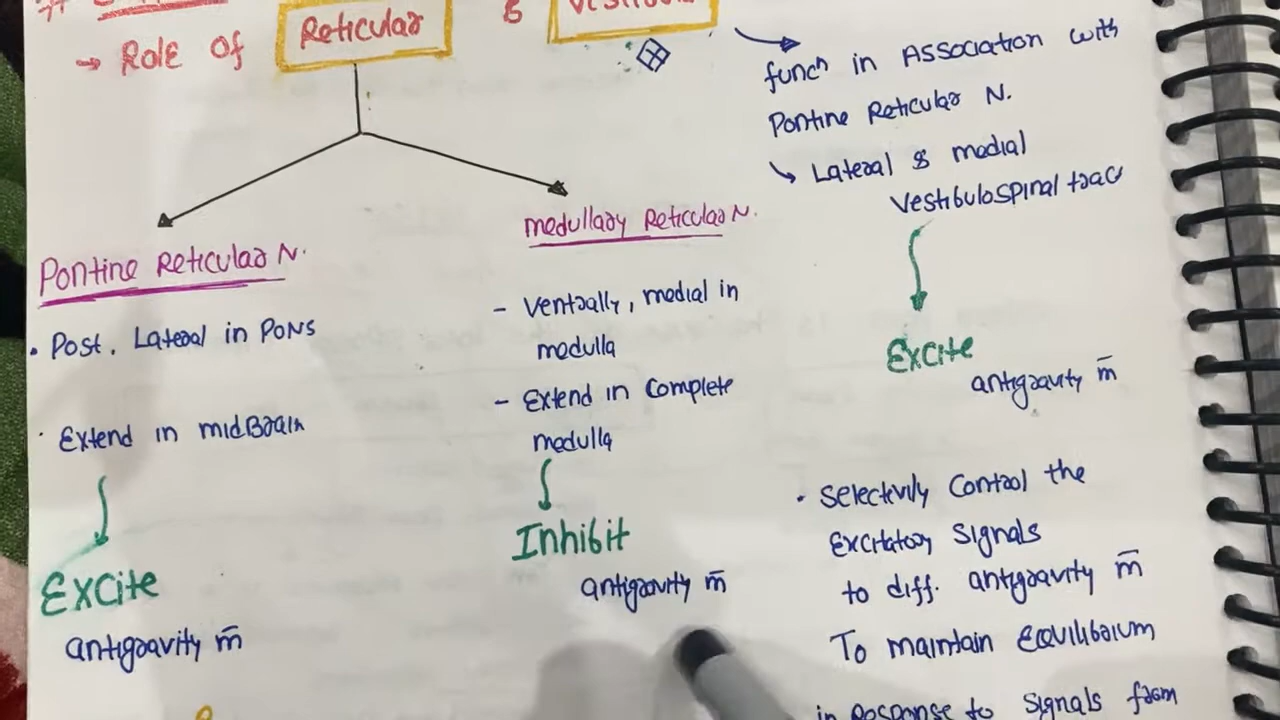 → Role Of Reticular & Vestibula
Pontine Reticular N.
• Post. Lateral in PONS
• Extend in midBrain
Excite
antigravity m̄
medullary Reticular N.
- Ventrally, medial in
medulla
- Extend in Complete
medulla
Inhibit
antigravity m̄
funcⁿ in Association with
Pontine Reticular N.
↳ Lateral & medial
Vestibulospinal tract
Excite
antigravity m̄
• Selectively Control the
Excitatory Signals
to diff. antigravity m̄
To maintain Equilibrium
in Response to Signals from